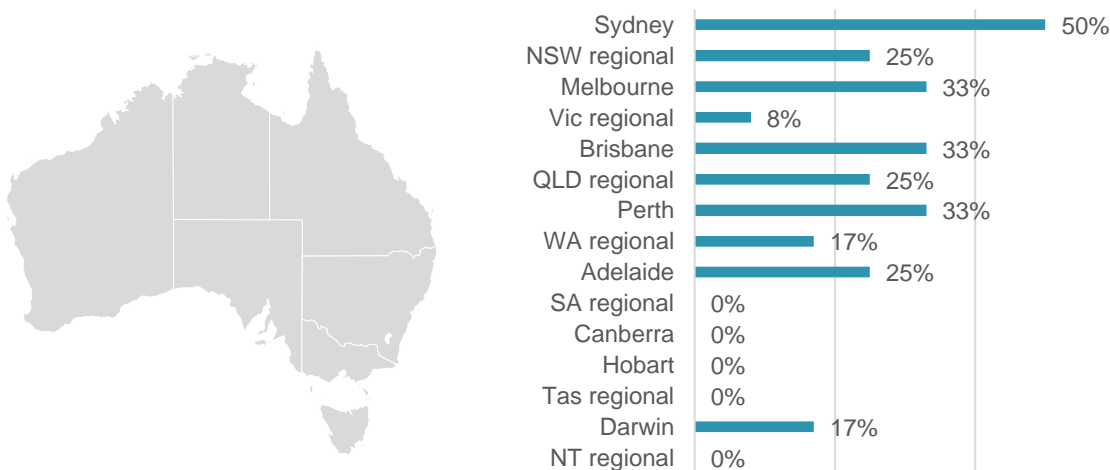 Sydney 50%
NSW regional 25%
Melbourne 33%
Vic regional 8%
Brisbane 33%
QLD regional 25%
Perth 33%
WA regional 17%
Adelaide 25%
SA regional 0%
Canberra 0%
Hobart 0%
Tas regional 0%
Darwin 17%
NT regional 0%